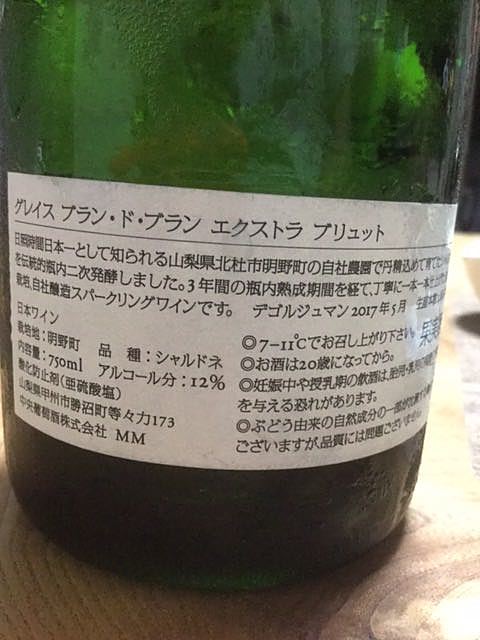 グレイス ブラン・ド・ブラン エクストラ ブリュット
日照時間日本一として知られる山梨県北杜市明野町の自社農園で丹精込めて育てた
を伝統的瓶内二次発酵しました。3年間の瓶内熟成期間を経て、丁寧に一本一本仕上
栽培、自社醸造スパークリングワインです。 デゴルジュマン2017年5月 生産本数
日本ワイン
栽培地:明野町 品 種:シャルドネ
内容量:750ml アルコール分:12%
酸化防止剤(亜硫酸塩)
山梨県甲州市勝沼町等々力173
中央葡萄酒株式会社 MM
◎7-11℃でお召し上がり下さい。 果実
◎お酒は20歳になってから。
◎妊娠中や授乳期の飲酒は、胎児・乳児の
を与える恐れがあります。
◎ぶどう由来の自然成分の一部が
ございますが、品質には問題ございません。